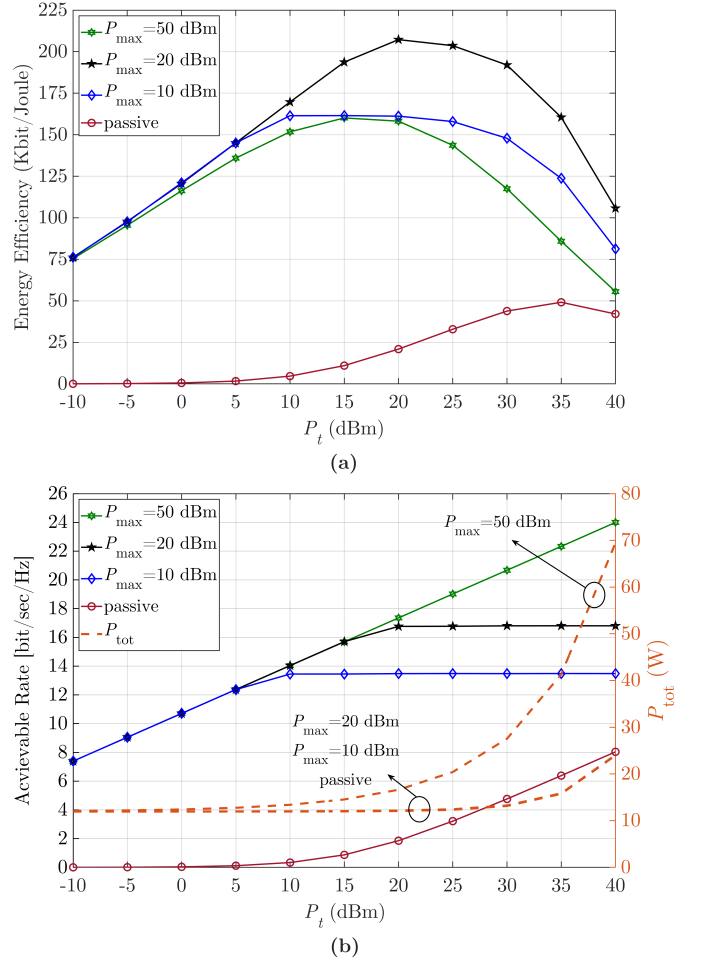 Energy Efficiency (Kbit/Joule)
225
200
175
150
125
100
75
50
25
0
P_max=50 dBm
P_max=20 dBm
P_max=10 dBm
passive
-10 -5 0 5 10 15 20 25 30 35 40
P_t (dBm)
(a)
Acvievable Rate [bit/sec/Hz]
26
24
22
20
18
16
14
12
10
8
6
4
2
0
P_max=50 dBm
P_max=20 dBm
P_max=10 dBm
passive
P_tot
P_max=50 dBm
P_max=20 dBm
P_max=10 dBm
passive
80
70
60
50
40
30
20
10
0
P_tot (W)
-10 -5 0 5 10 15 20 25 30 35 40
P_t (dBm)
(b)